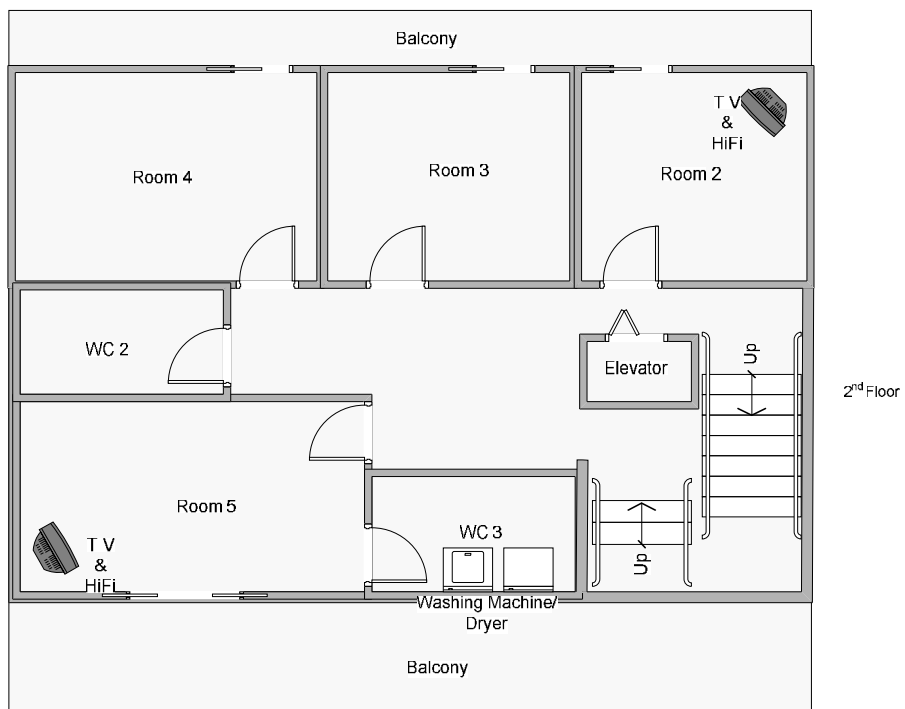 Balcony
T V
&
HiFi
Room 4
Room 3
Room 2
WC 2
Elevator
Up
2nd Floor
Room 5
WC 3
T V
&
HiFi
Up
Washing Machine/
Dryer
Balcony